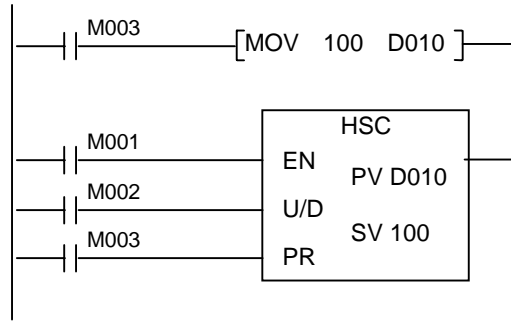 M003
MOV 100 D010
HSC
M001
EN
PV D010
M002
U/D
SV 100
M003
PR